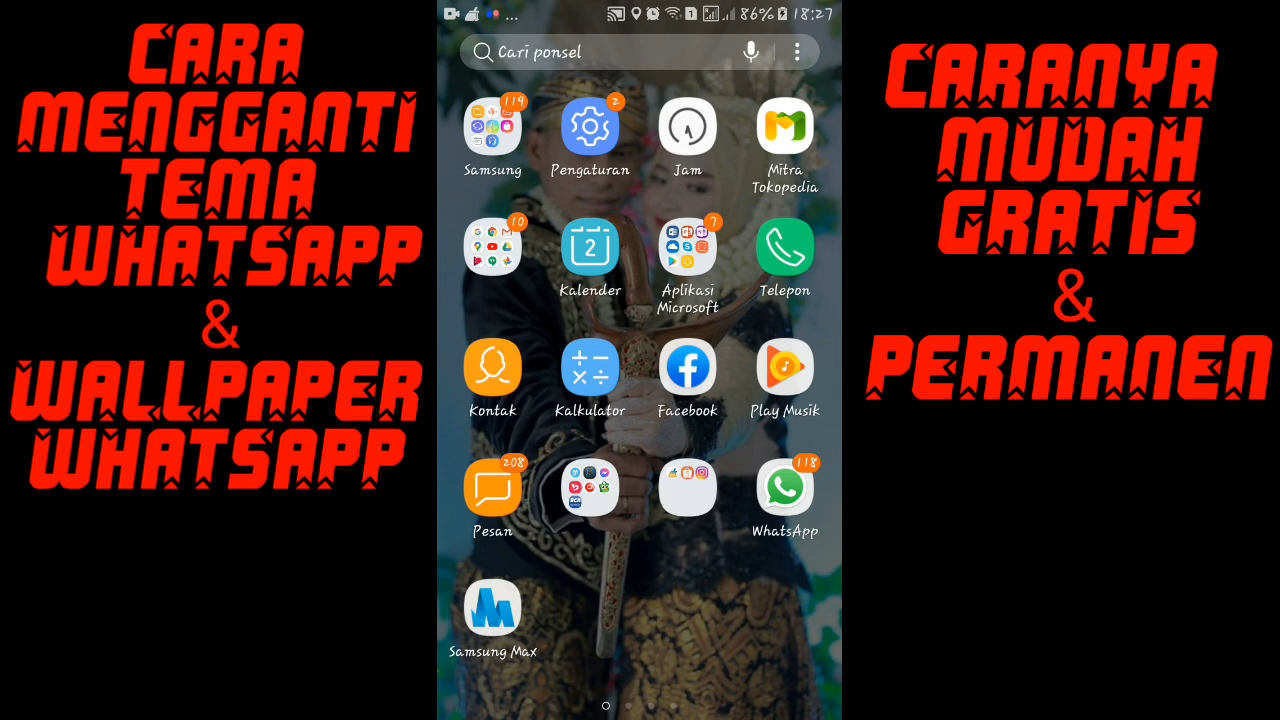 CARA
MENGGANTI
TEMA
WHATSAPP
&
WALLPAPER
WHATSAPP
... 1 86% 18:27
Cari ponsel
119 2
Samsung Pengaturan Jam Mitra Tokopedia
10 2 7
Kalender Aplikasi Microsoft Telepon
Kontak Kalkulator Facebook Play Musik
208 118
Pesan WhatsApp
Samsung Max
CARANYA
MUDAH
GRATIS
&
PERMANEN